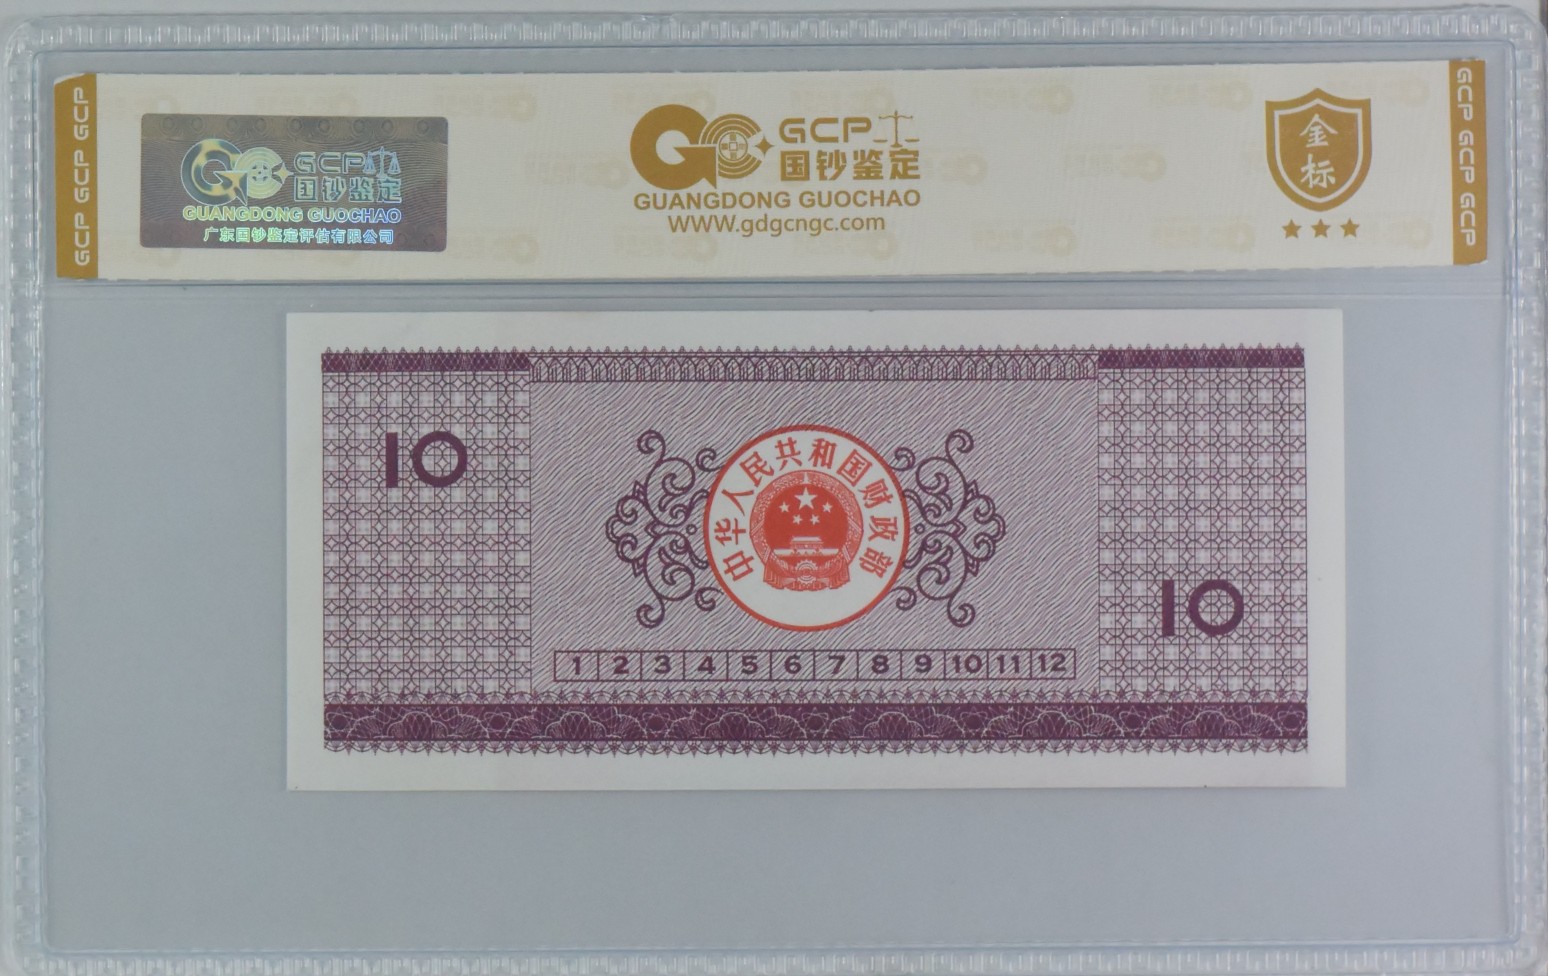 GCP GCP GCP
GCP
国钞鉴定
GUANGDONG GUOCHAO
广东国钞鉴定评估有限公司
GCP
国钞鉴定
GUANGDONG GUOCHAO
WWW.gdgcngc.com
金
标
GCP GCP GCP
10
中华人民共和国财政部
10
1 2 3 4 5 6 7 8 9 10 11 12